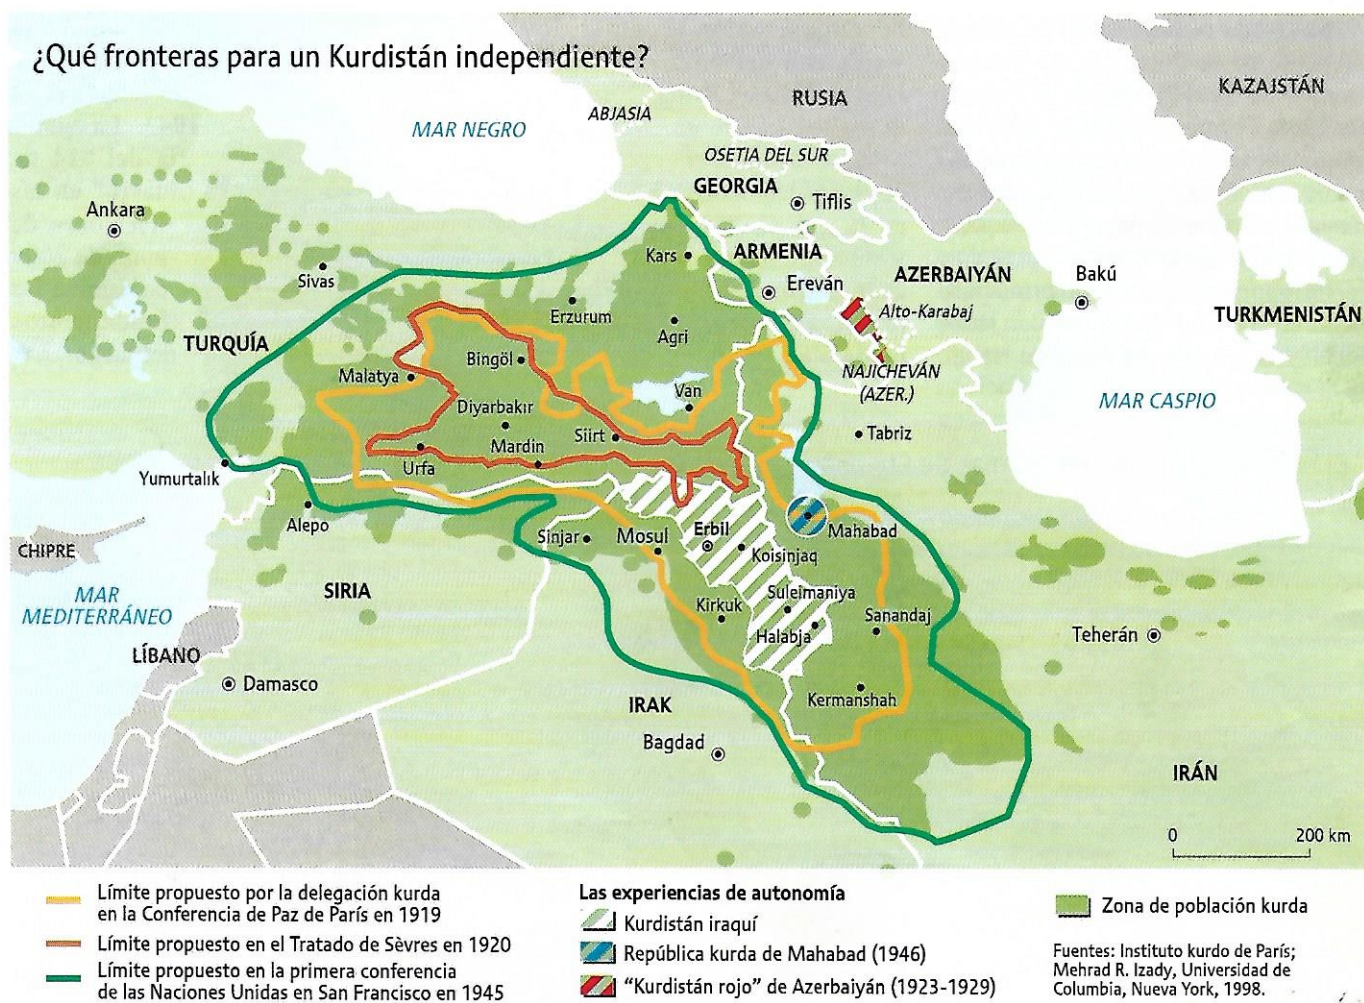 ¿Qué fronteras para un Kurdistán independiente?
KAZAJSTÁN
RUSIA
ABJASIA
MAR NEGRO
OSETIA DEL SUR
GEORGIA
Tiflis
Ankara
Kars
ARMENIA
AZERBAIYÁN
Bakú
Sivas
Ereván
Erzurum
Alto-Karabaj
TURKMENISTÁN
Agri
TURQUÍA
Bingöl
Malatya
NAJICHEVÁN
(AZER.)
Van
MAR CASPIO
Diyarbakır
Tabriz
Siirt
Mardin
Urfa
Yumurtalık
Alepo
Mahabad
Sinjar
Mosul
Erbil
CHIPRE
Koisinjaq
SIRIA
Suleimaniya
MAR
MEDITERRÁNEO
Kirkuk
Sanandaj
Halabja
Teherán
LÍBANO
Damasco
Kermanshah
IRAK
Bagdad
IRÁN
0 200 km
Límite propuesto por la delegación kurda
en la Conferencia de Paz de París en 1919
Límite propuesto en el Tratado de Sèvres en 1920
Límite propuesto en la primera conferencia
de las Naciones Unidas en San Francisco en 1945
Las experiencias de autonomía
Kurdistán iraquí
República kurda de Mahabad (1946)
“Kurdistán rojo” de Azerbaiyán (1923-1929)
Zona de población kurda
Fuentes: Instituto kurdo de París;
Mehrad R. Izady, Universidad de
Columbia, Nueva York, 1998.